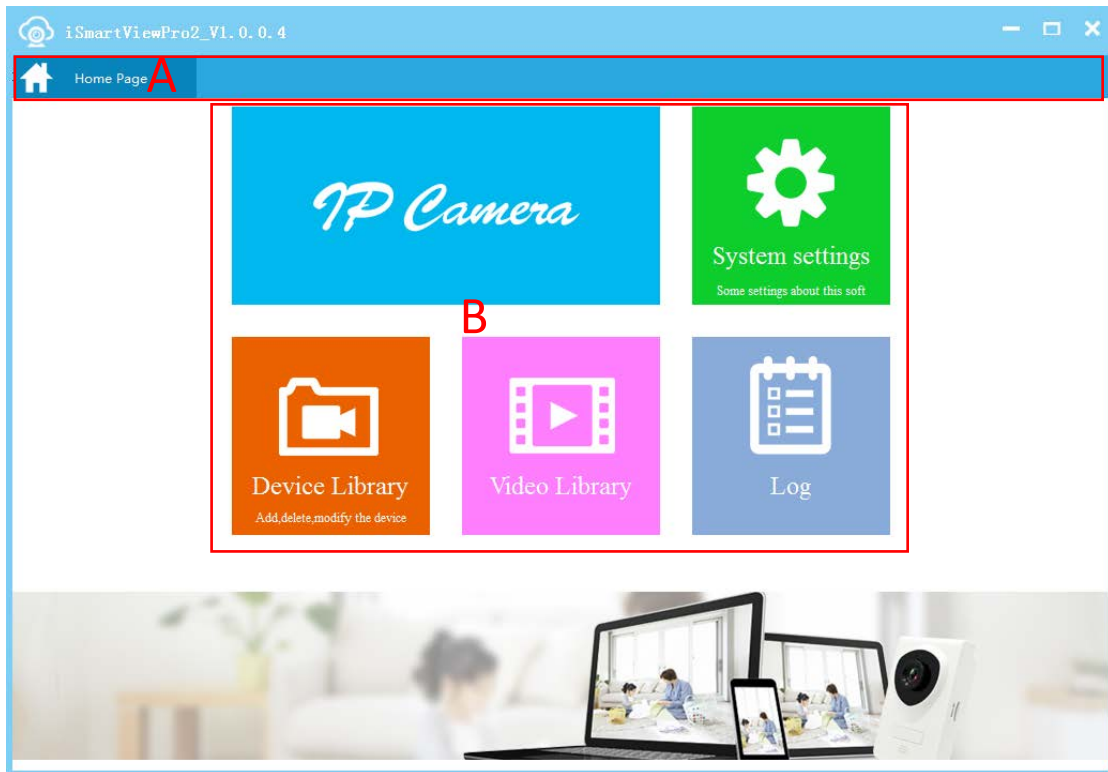 iSmartViewPro2_V1.0.0.4
Home Page
A
IP Camera
System settings
Some settings about this soft
B
Device Library
Add,delete,modify the device
Video Library
Log